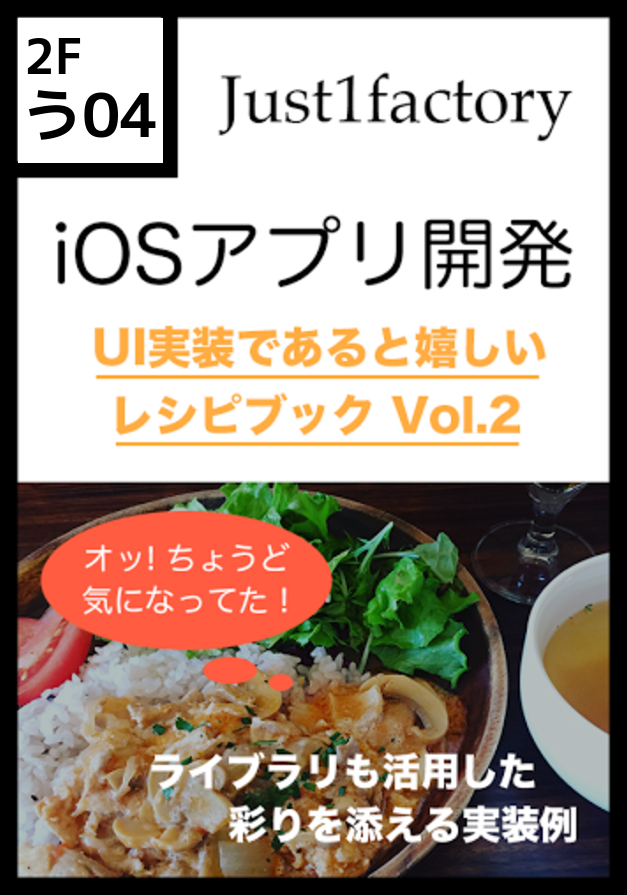 2F
う04
Just1factory
iOSアプリ開発
UI実装であると嬉しい
レシピブック Vol.2
オッ! ちょうど
気になってた！
ライブラリも活用した
彩りを添える実装例